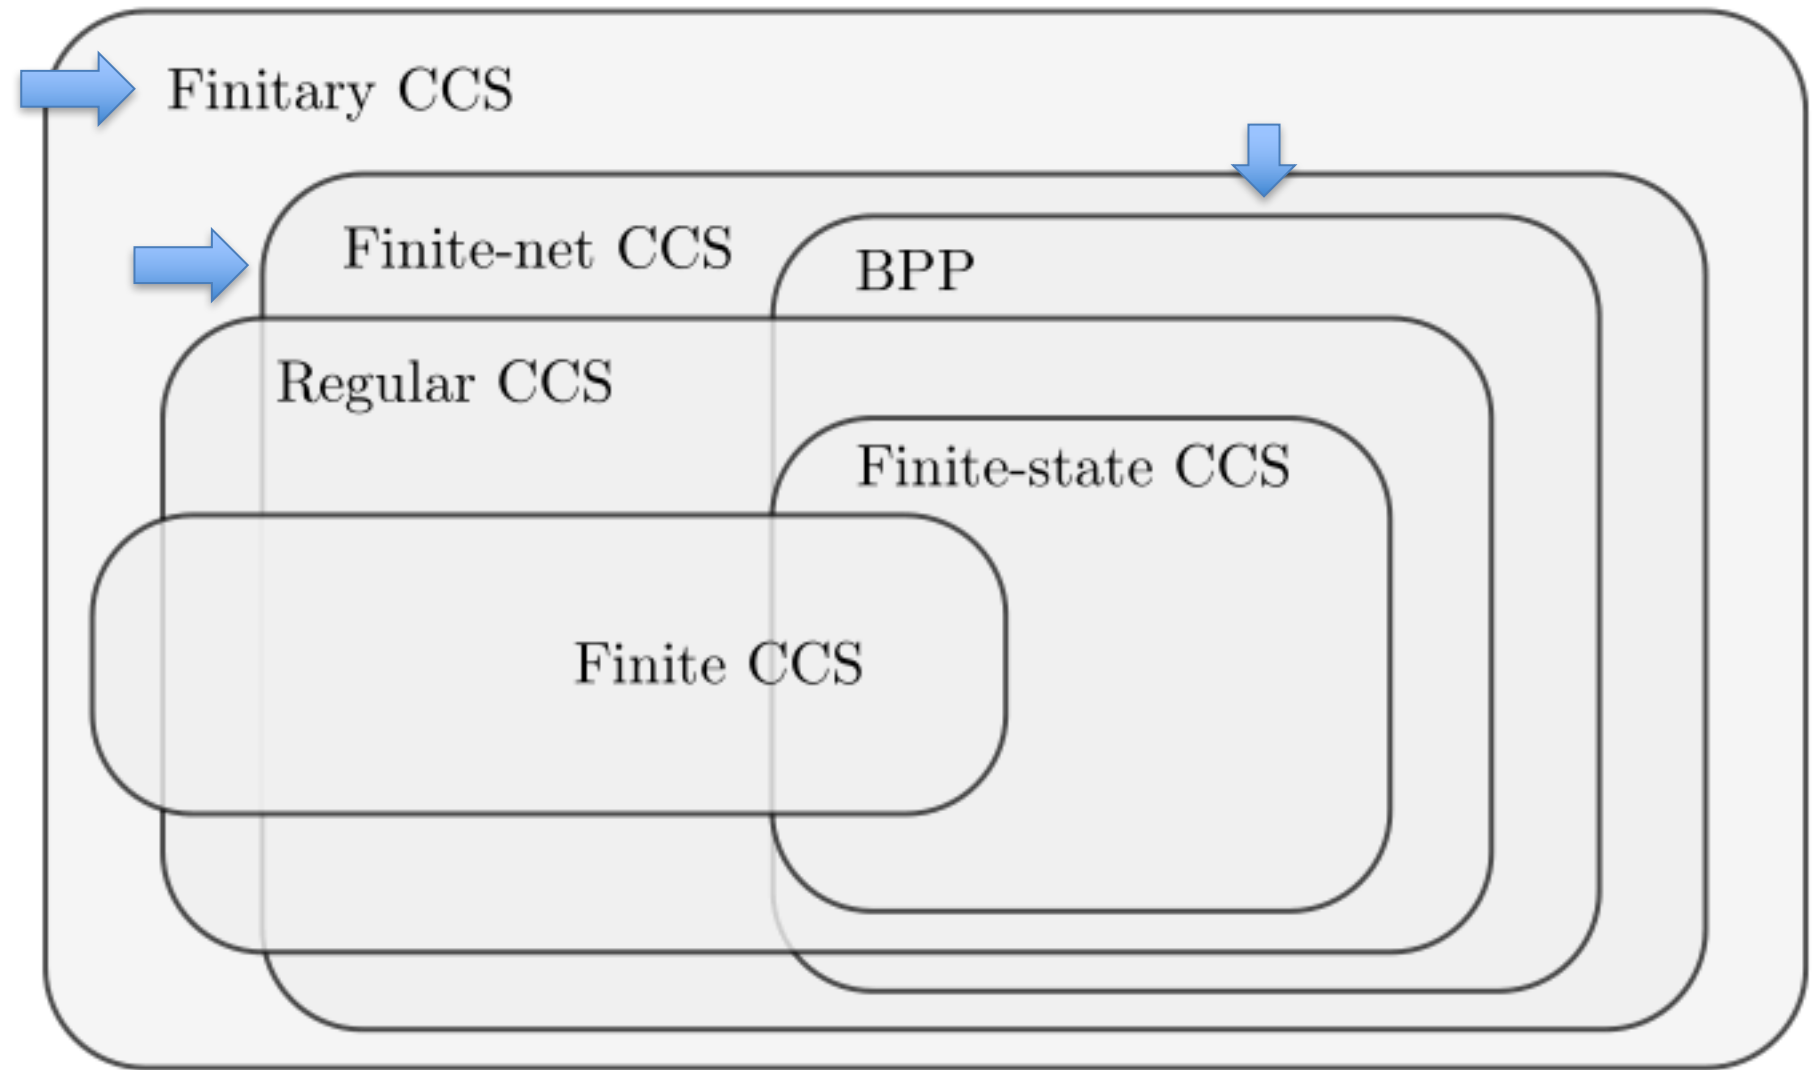 Finitary CCS
Finite-net CCS
BPP
Regular CCS
Finite-state CCS
Finite CCS